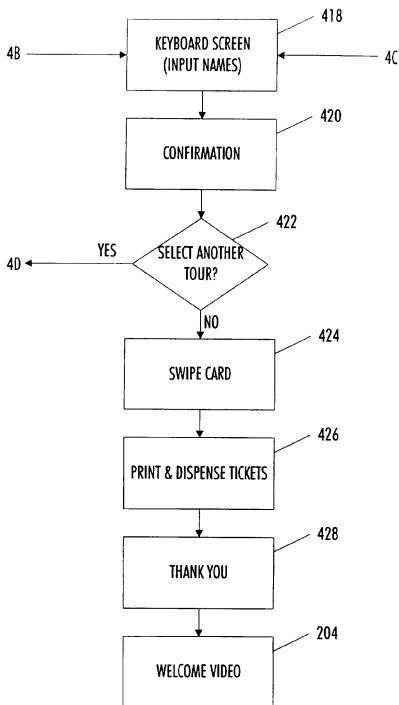 418
4B
KEYBOARD SCREEN
(INPUT NAMES)
4C
420
CONFIRMATION
422
YES
SELECT ANOTHER
TOUR?
4D
NO
424
SWIPE CARD
426
PRINT & DISPENSE TICKETS
428
THANK YOU
204
WELCOME VIDEO